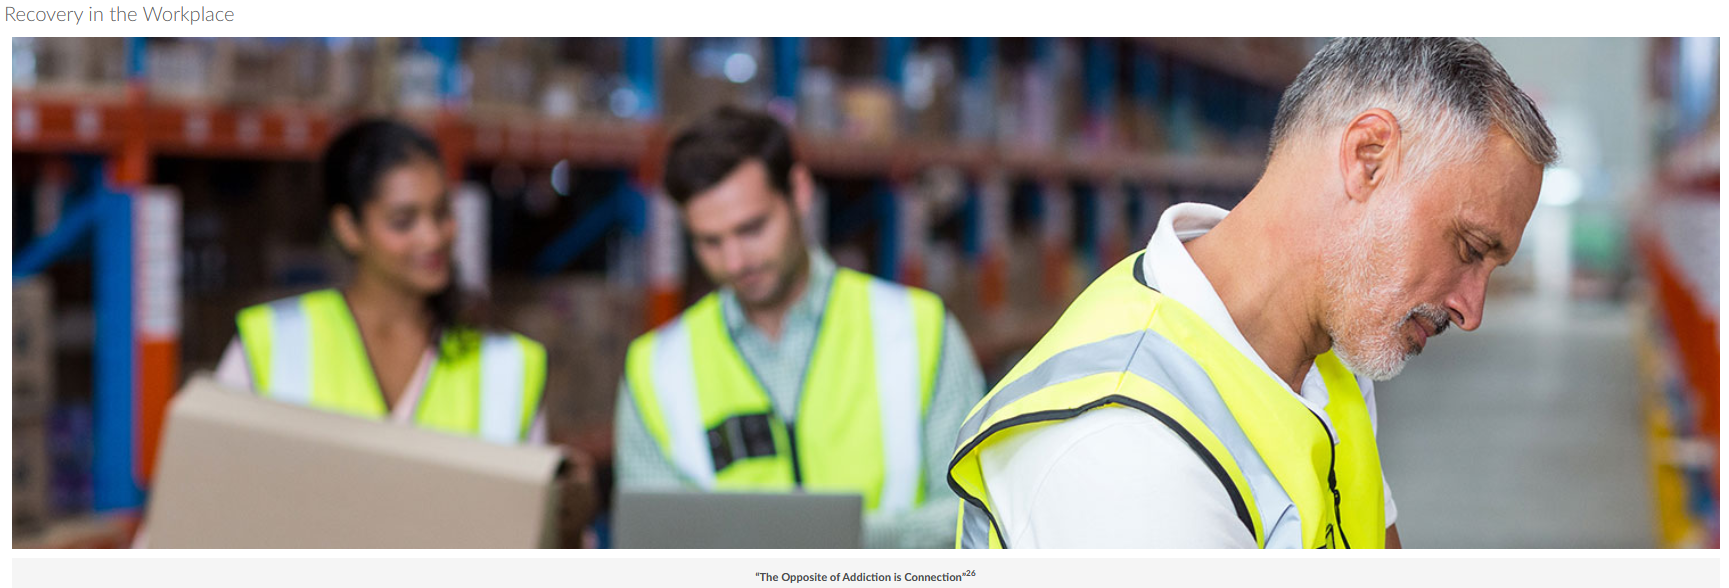 Recovery in the Workplace
"The Opposite of Addiction is Connection"26